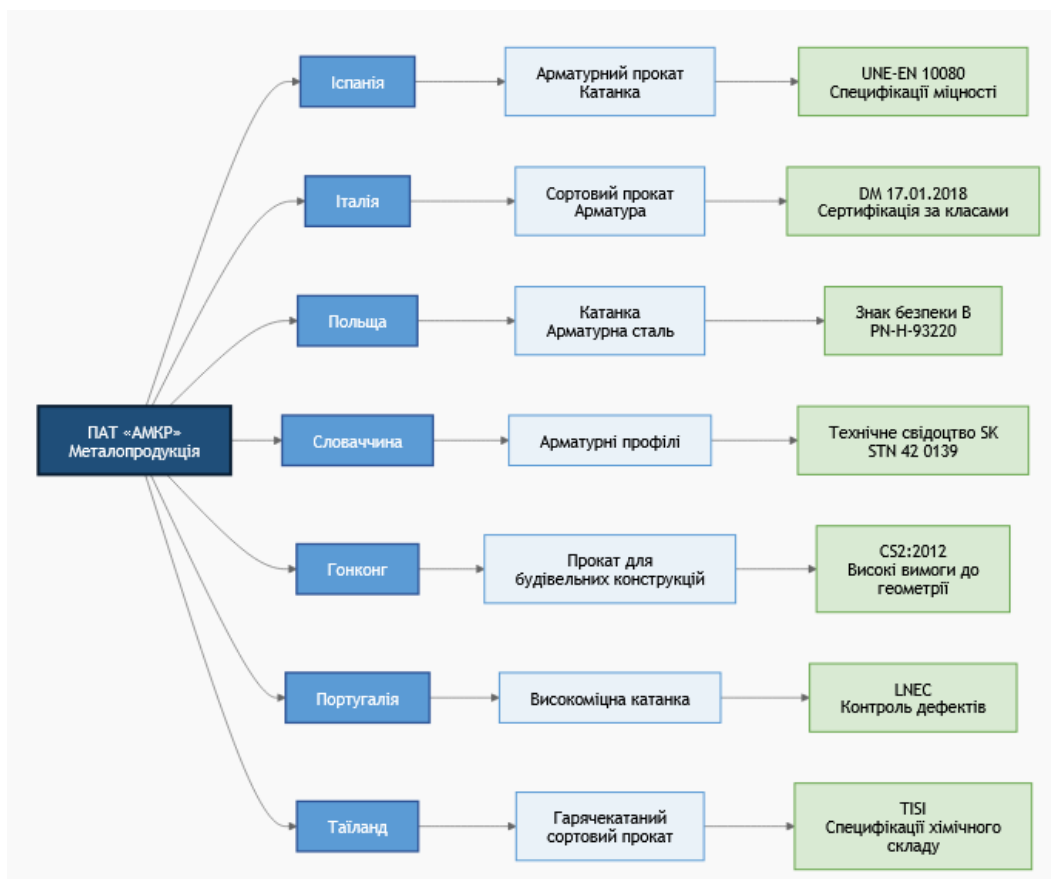 Іспанія
Арматурний прокат
Катанка
UNE-EN 10080
Специфікації міцності
Італія
Сортовий прокат
Арматура
DM 17.01.2018
Сертифікація за класами
Польща
Катанка
Арматурна сталь
Знак безпеки B
PN-H-93220
ПАТ «АМКР»
Металопродукція
Словаччина
Арматурні профілі
Технічне свідоцтво SK
STN 42 0139
Гонконг
Прокат для
будівельних конструкцій
CS2:2012
Високі вимоги до
геометрії
Португалія
Високоміцна катанка
LNEC
Контроль дефектів
Таїланд
Гарячекатаний
сортовий прокат
TISI
Специфікації хімічного
складу